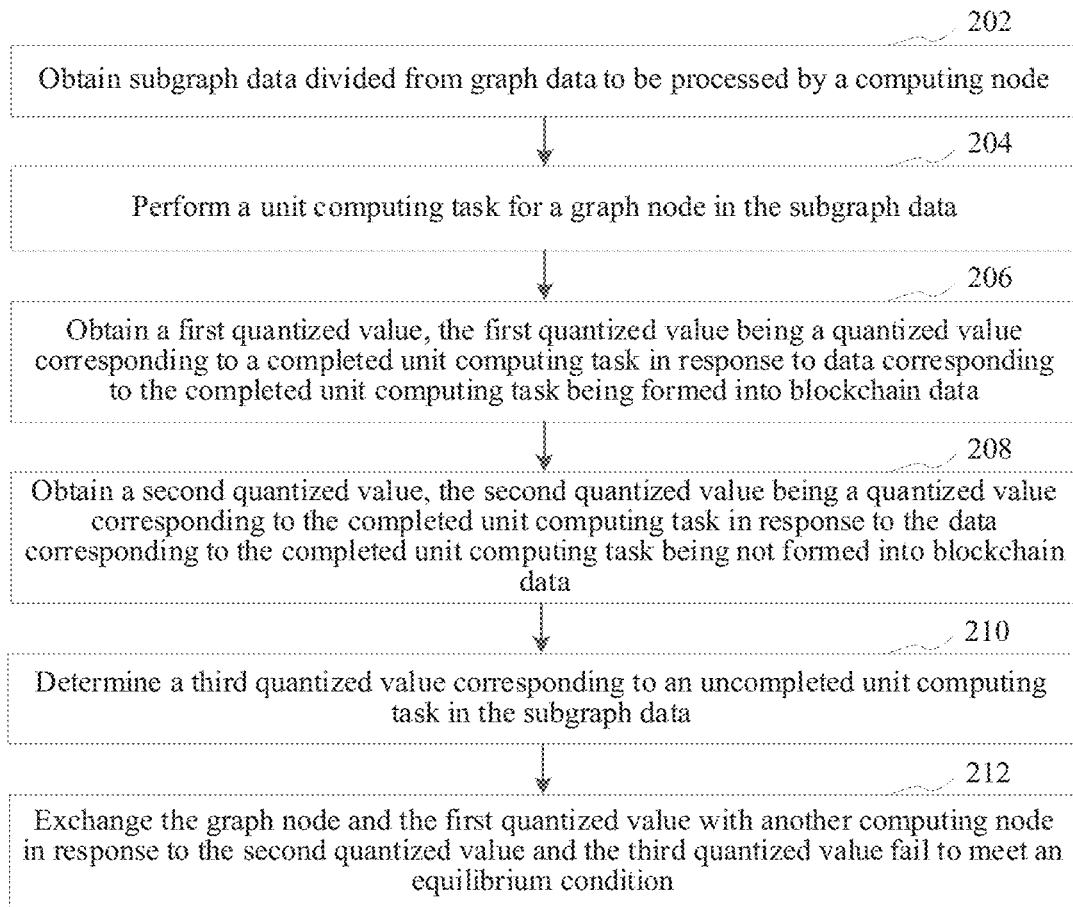 202
Obtain subgraph data divided from graph data to be processed by a computing node
204
Perform a unit computing task for a graph node in the subgraph data
206
Obtain a first quantized value, the first quantized value being a quantized value
corresponding to a completed unit computing task in response to data corresponding
to the completed unit computing task being formed into blockchain data
208
Obtain a second quantized value, the second quantized value being a quantized value
corresponding to the completed unit computing task in response to the data
corresponding to the completed unit computing task being not formed into blockchain
data
210
Determine a third quantized value corresponding to an uncompleted unit computing
task in the subgraph data
212
Exchange the graph node and the first quantized value with another computing node
in response to the second quantized value and the third quantized value fail to meet an
equilibrium condition